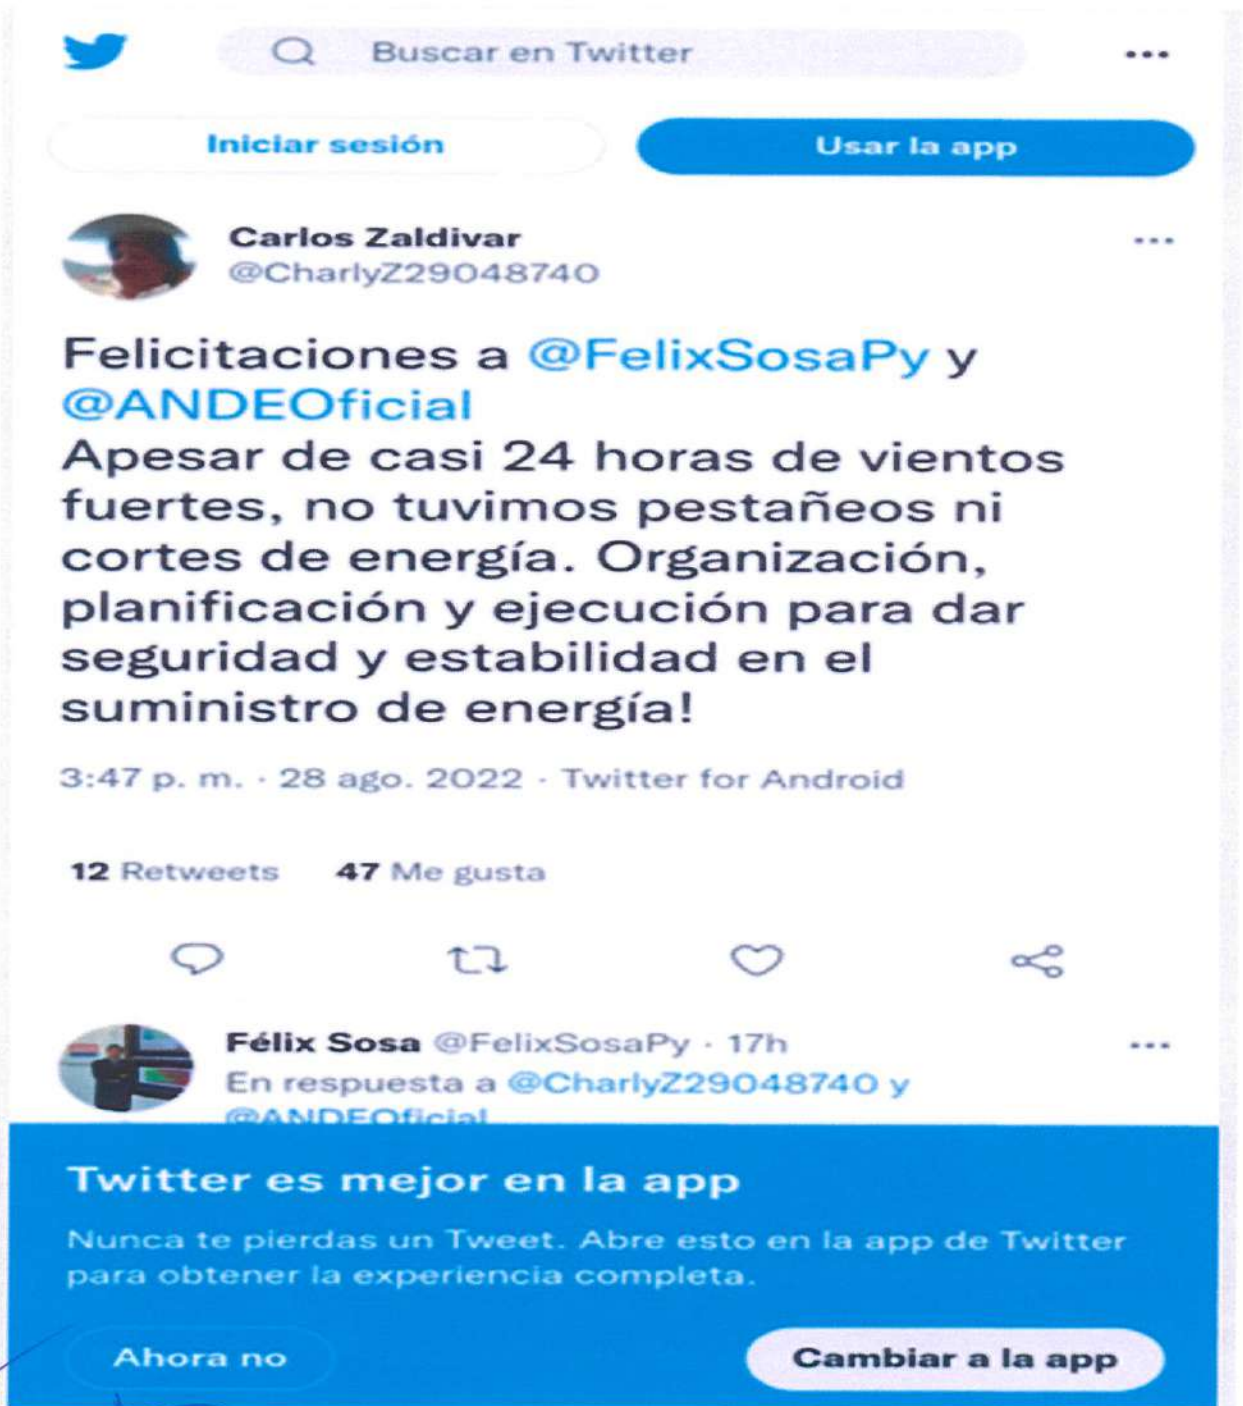 Buscar en Twitter
Iniciar sesión
Usar la app
Carlos Zaldivar
@CharlyZ29048740
Felicitaciones a @FelixSosaPy y
@ANDEOficial
Apesar de casi 24 horas de vientos
fuertes, no tuvimos pestañeos ni
cortes de energía. Organización,
planificación y ejecución para dar
seguridad y estabilidad en el
suministro de energía!
3:47 p. m. · 28 ago. 2022 · Twitter for Android
12 Retweets 47 Me gusta
Félix Sosa @FelixSosaPy · 17h
En respuesta a @CharlyZ29048740 y
@ANDEOficial
Twitter es mejor en la app
Nunca te pierdas un Tweet. Abre esto en la app de Twitter
para obtener la experiencia completa.
Ahora no
Cambiar a la app